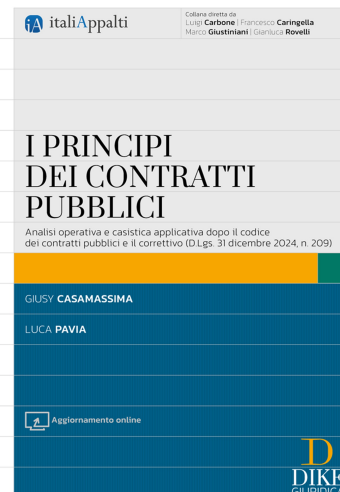 iA italiAppalti
Collana diretta da
Luigi Carbone | Francesco Caringella
Marco Giustiniani | Gianluca Rovelli
I PRINCIPI
DEI CONTRATTI
PUBBLICI
Analisi operativa e casistica applicativa dopo il codice
dei contratti pubblici e il correttivo (D.Lgs. 31 dicembre 2024, n. 209)
GIUSY CASAMASSIMA
LUCA PAVIA
Aggiornamento online
D
DIKE
GIURIDICA